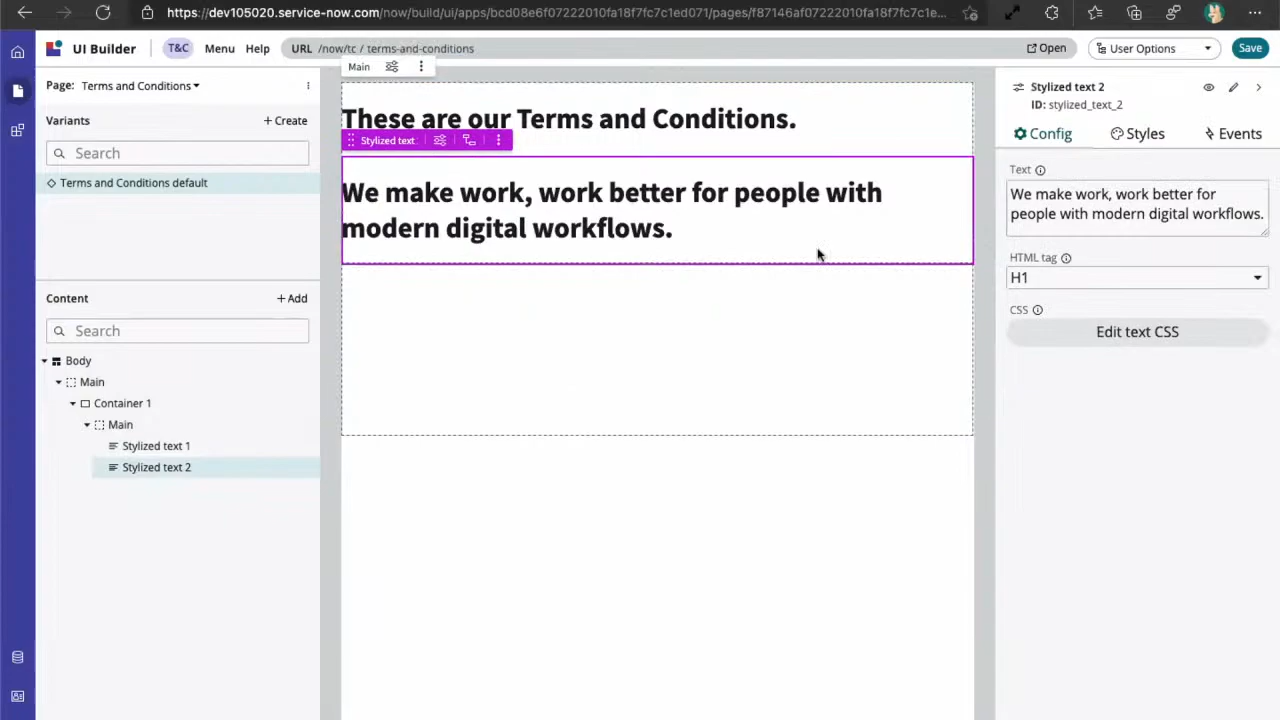 https://dev105020.service-now.com/now/build/ui/apps/bcd08e6f07222010fa18f7fc7c1ed071/pages/f87146af07222010fa18f7fc7c1e...
UI Builder
T&C
Menu
Help
URL /now/tc / terms-and-conditions
Open
User Options
Save
Page: Terms and Conditions
Variants
+ Create
Search
Terms and Conditions default
Content
+ Add
Search
Body
Main
Container 1
Main
Stylized text 1
Stylized text 2
Main
These are our Terms and Conditions.
Stylized text
We make work, work better for people with
modern digital workflows.
Stylized text 2
ID: stylized_text_2
Config
Styles
Events
Text
We make work, work better for
people with modern digital workflows.
HTML tag
H1
CSS
Edit text CSS